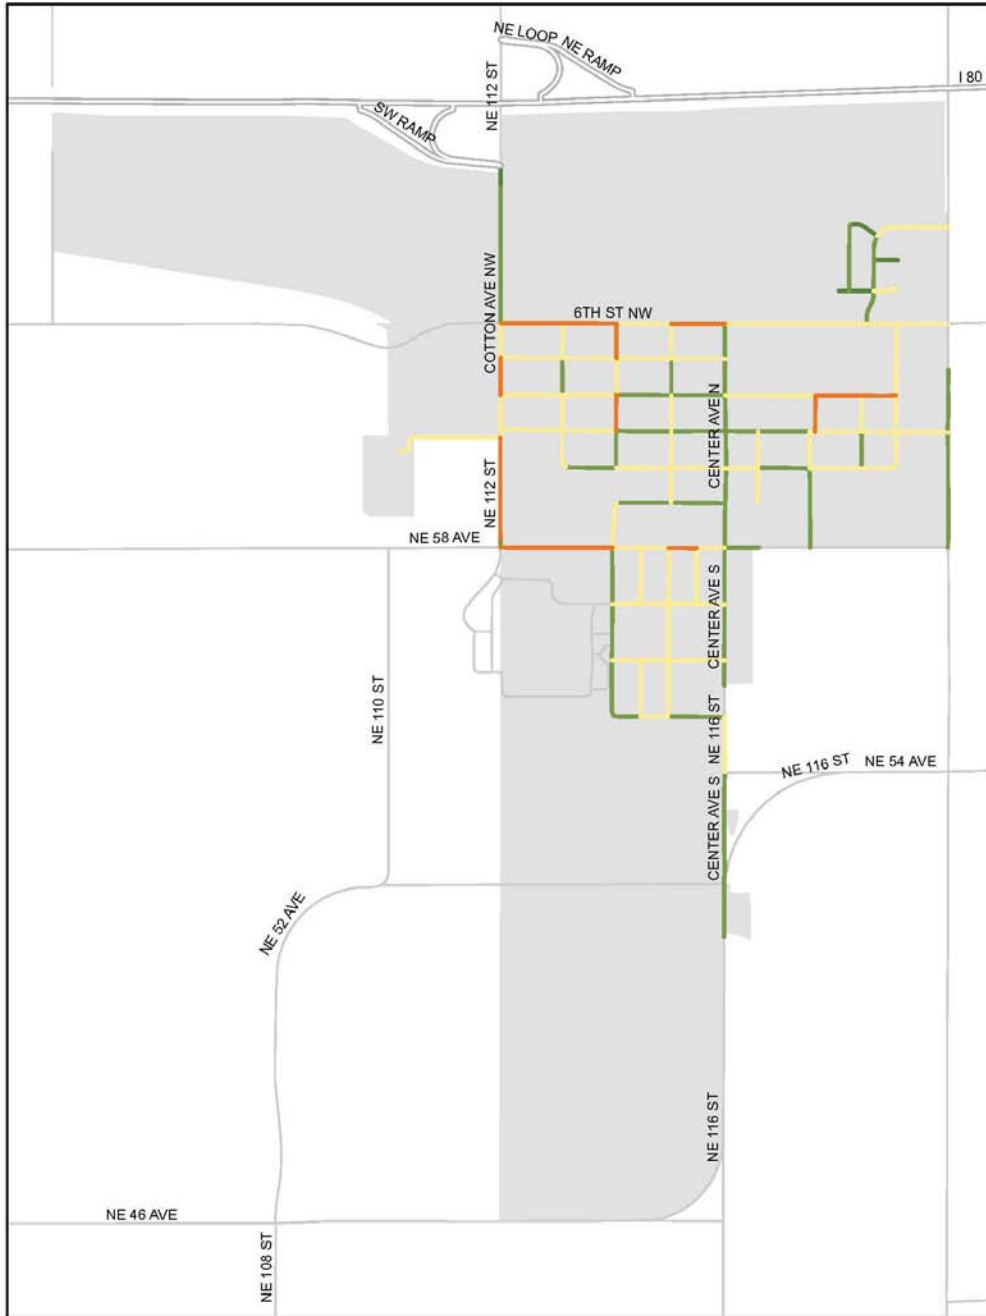 NE LOOP
NE RAMP
NE 112 ST
I 80
SW RAMP
COTTON AVE NW
6TH ST NW
CENTER AVE N
NE 112 ST
NE 58 AVE
CENTER AVE S
NE 110 ST
NE 116 ST
NE 116 ST
NE 54 AVE
CENTER AVE S
NE 52 AVE
NE 116 ST
NE 46 AVE
NE 108 ST